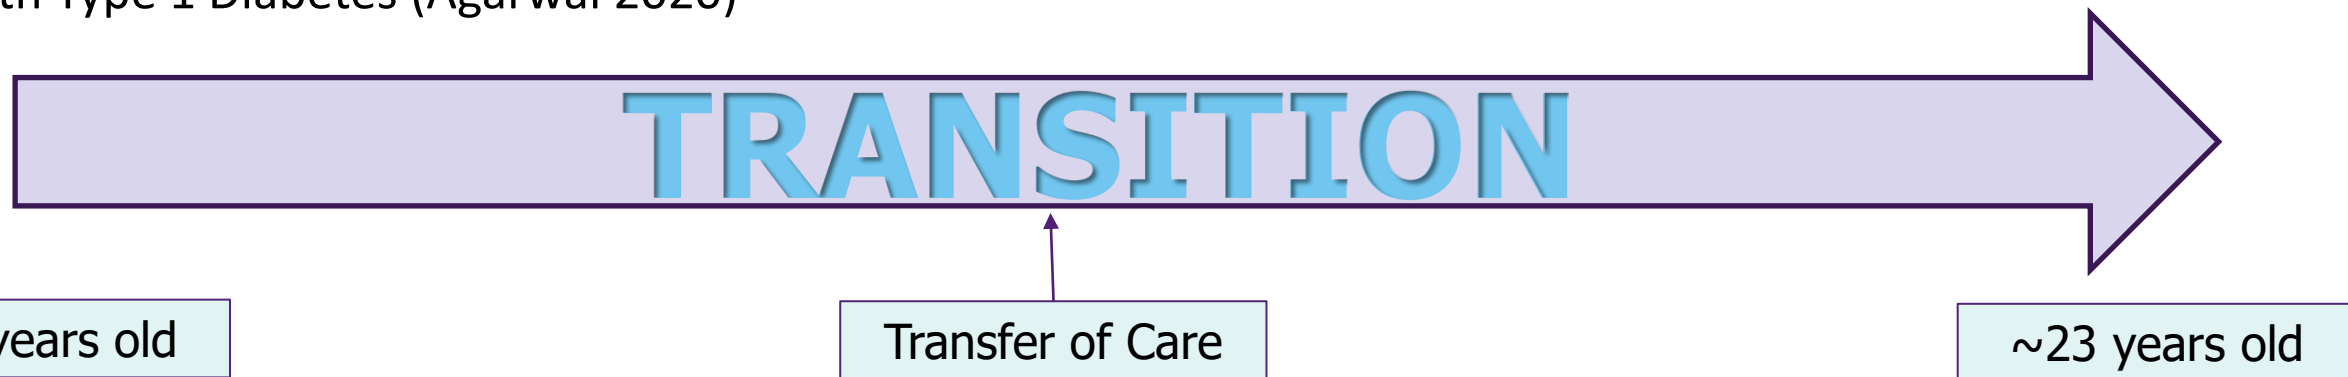 Type 1 Diabetes (Agarwal 2020)
TRANSITION
years old
Transfer of Care
~23 years old